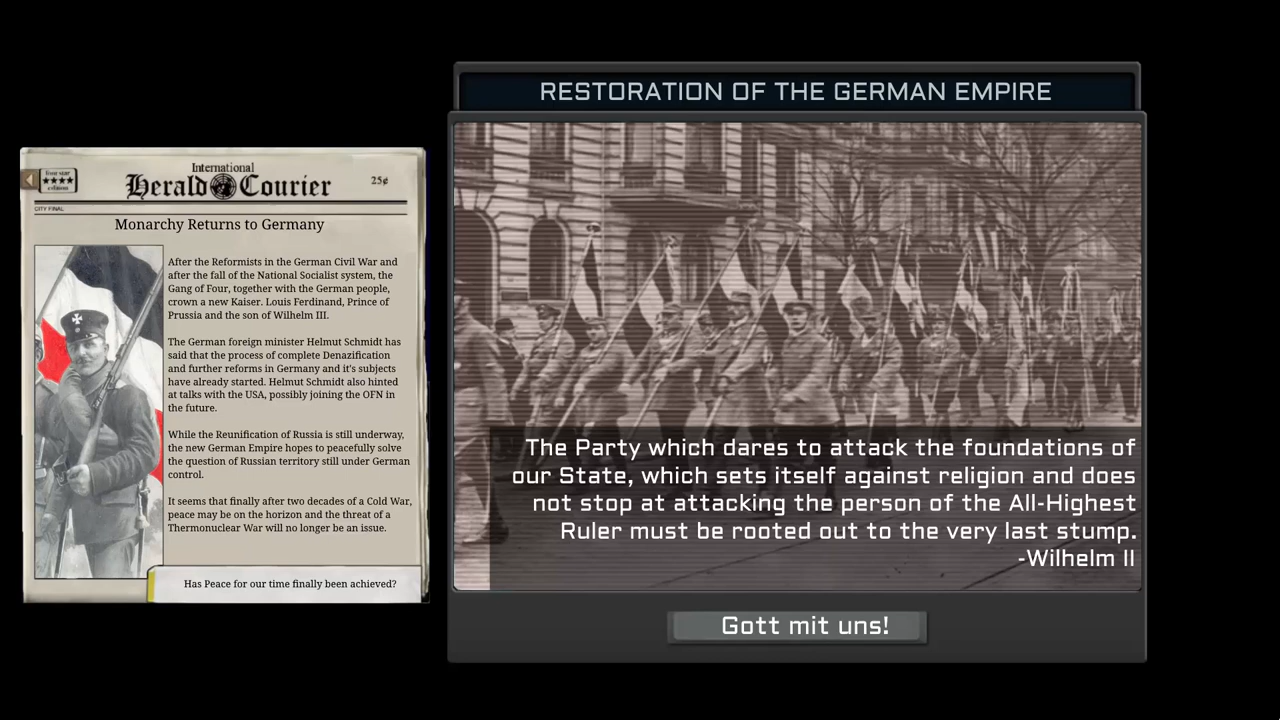 International
Herald Courier
four star
★★★★
edition
25¢
CITY FINAL
Monarchy Returns to Germany
After the Reformists in the German Civil War and
after the fall of the National Socialist system, the
Gang of Four, together with the German people,
crown a new Kaiser. Louis Ferdinand, Prince of
Prussia and the son of Wilhelm III.
The German foreign minister Helmut Schmidt has
said that the process of complete Denazification
and further reforms in Germany and it's subjects
have already started. Helmut Schmidt also hinted
at talks with the USA, possibly joining the OFN in
the future.
While the Reunification of Russia is still underway,
the new German Empire hopes to peacefully solve
the question of Russian territory still under German
control.
It seems that finally after two decades of a Cold War,
peace may be on the horizon and the threat of a
Thermonuclear War will no longer be an issue.
Has Peace for our time finally been achieved?
RESTORATION OF THE GERMAN EMPIRE
The Party which dares to attack the foundations of
our State, which sets itself against religion and does
not stop at attacking the person of the All-Highest
Ruler must be rooted out to the very last stump.
-Wilhelm II
Gott mit uns!